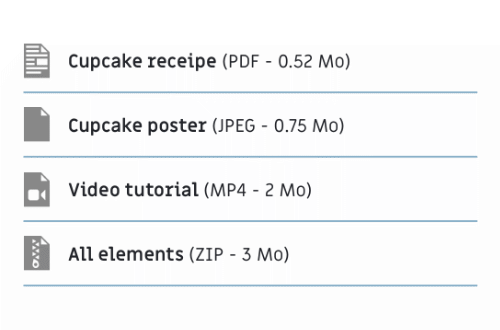 Cupcake receipe (PDF - 0.52 Mo)
Cupcake poster (JPEG - 0.75 Mo)
Video tutorial (MP4 - 2 Mo)
All elements (ZIP - 3 Mo)